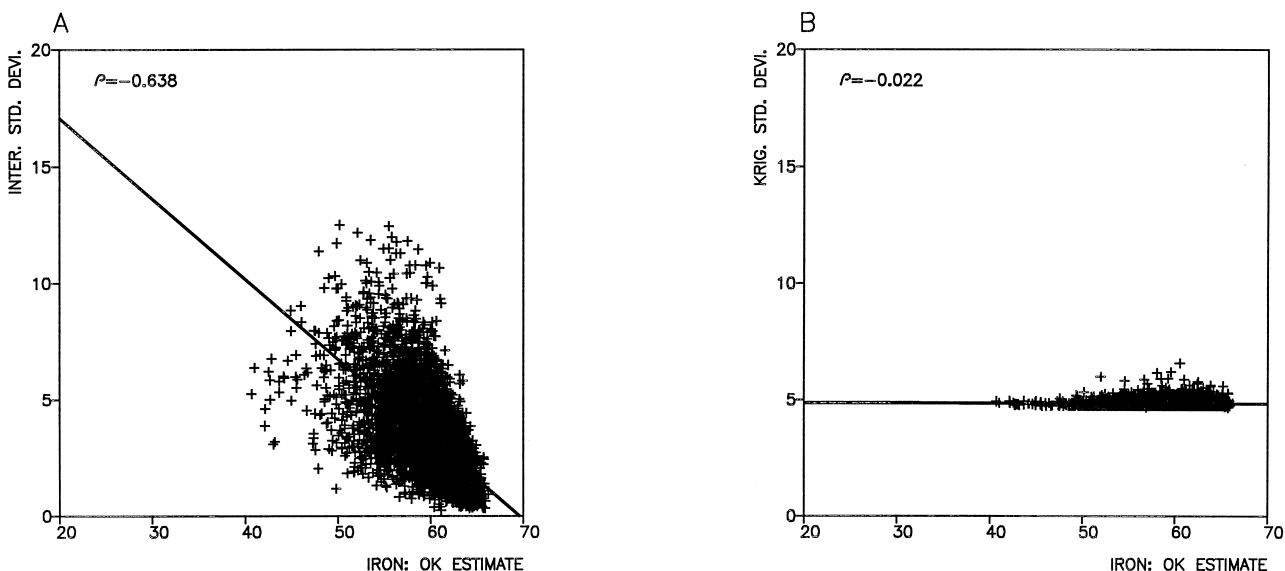 A
INTER. STD. DEVI.
20
15
10
5
0
ρ=-0.638
20 30 40 50 60 70
IRON: OK ESTIMATE
B
KRIG. STD. DEVI.
20
15
10
5
0
ρ=-0.022
20 30 40 50 60 70
IRON: OK ESTIMATE